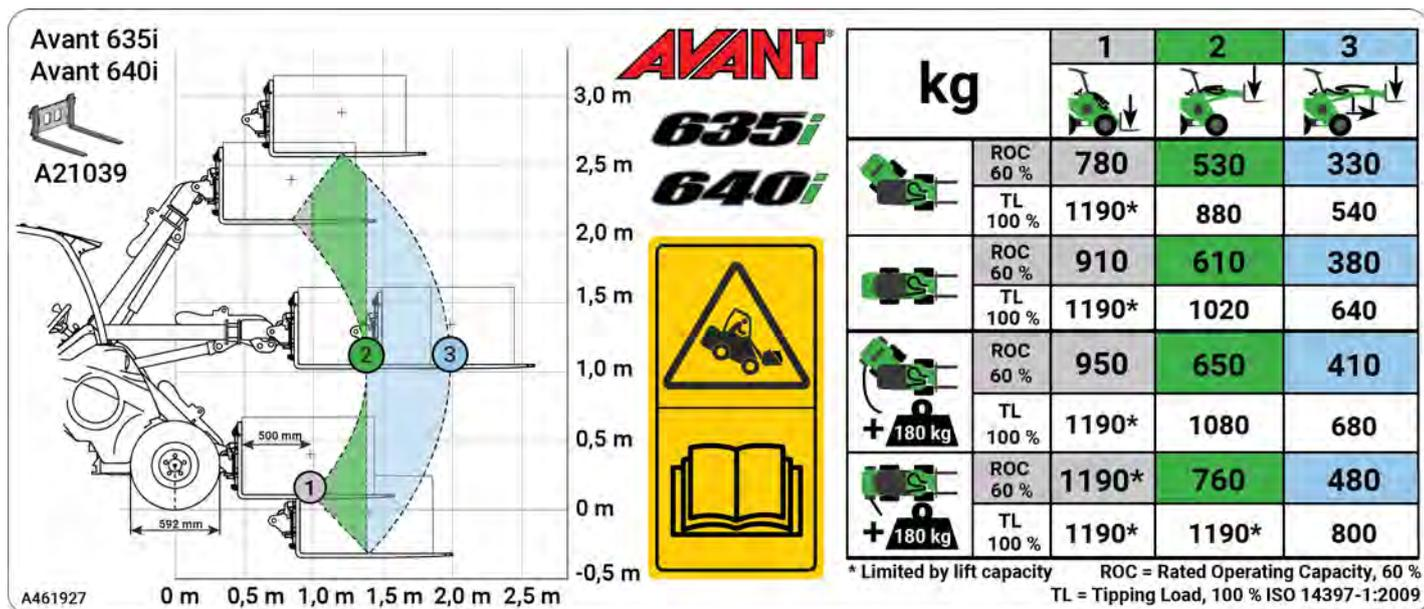 Avant 635i
Avant 640i
A21039
3,0 m
2,5 m
2,0 m
1,5 m
1,0 m
0,5 m
0 m
-0,5 m
2
3
500 mm
1
592 mm
A461927
0 m 0,5 m 1,0 m 1,5 m 2,0 m 2,5 m
AVANT®
635i
640i
kg 1 2 3
ROC 60 % 780 530 330
TL 100 % 1190* 880 540
ROC 60 % 910 610 380
TL 100 % 1190* 1020 640
ROC 60 % 950 650 410
+ 180 kg TL 100 % 1190* 1080 680
ROC 60 % 1190* 760 480
+ 180 kg TL 100 % 1190* 1190* 800
* Limited by lift capacity ROC = Rated Operating Capacity, 60 %
TL = Tipping Load, 100 % ISO 14397-1:2009